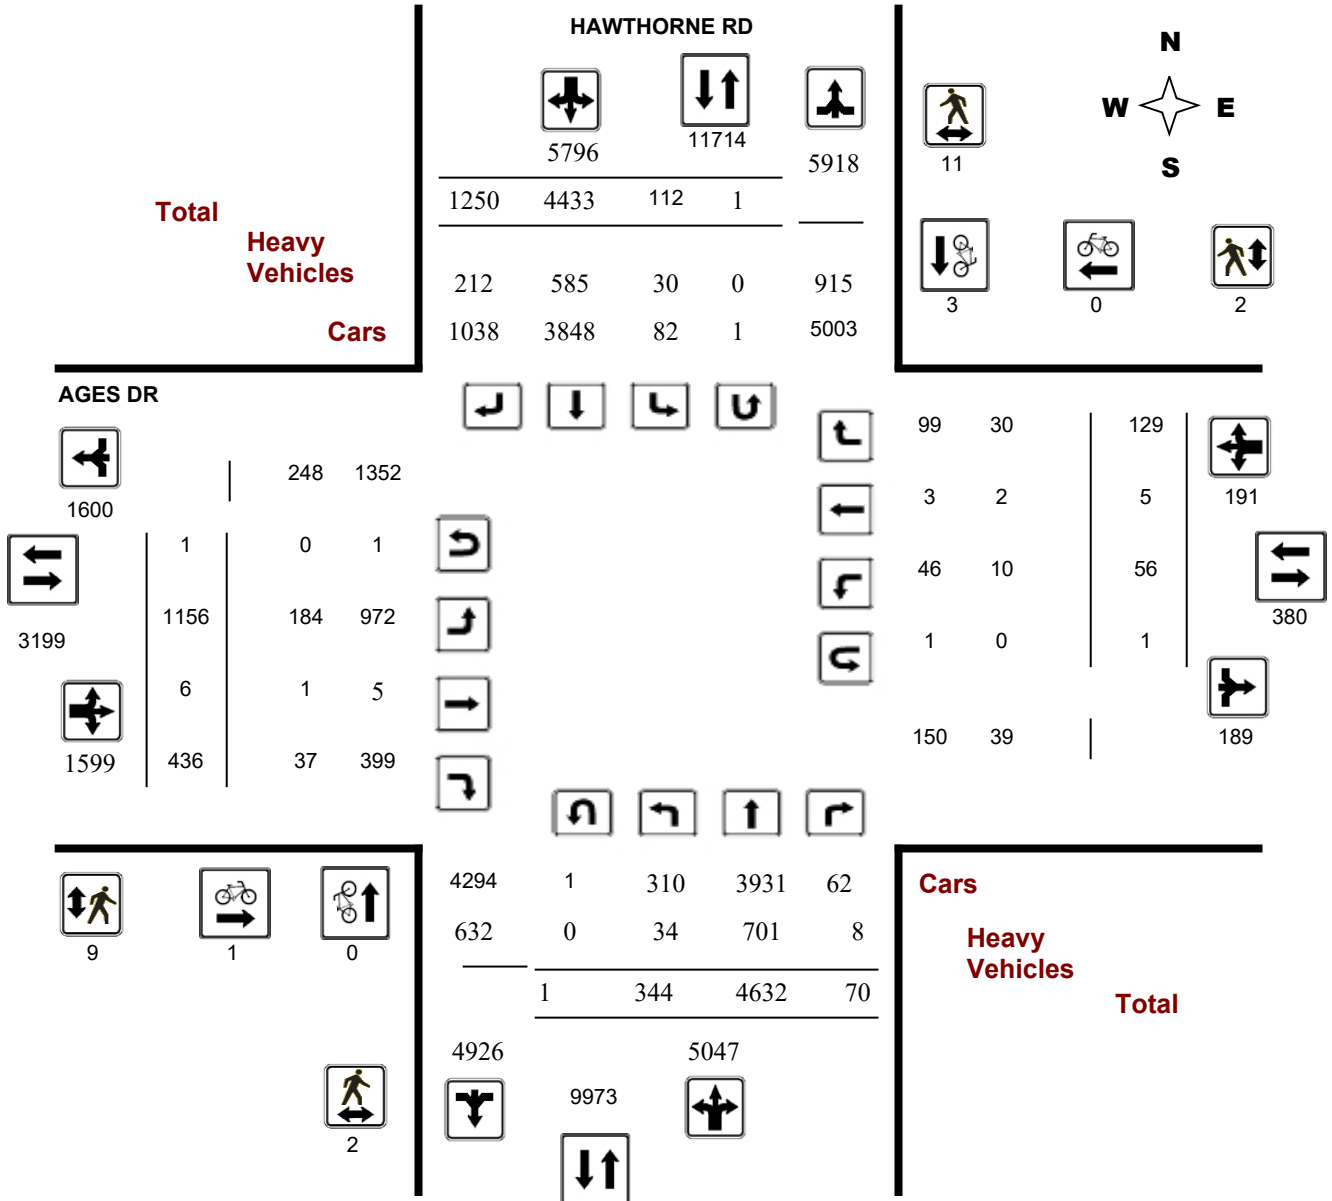 HAWTHORNE RD
N
W E
S
5796 11714 5918 11
1250 4433 112 1
Total
Heavy
Vehicles
212 585 30 0 915
3 0 2
Cars 1038 3848 82 1 5003
AGES DR
99 30 129
248 1352
1600
3 2 5 191
1 0 1
46 10 56
1156 184 972
380
3199
1 0 1
6 1 5
150 39 189
1599 436 37 399
4294 1 310 3931 62 Cars
632 0 34 701 8 Heavy
Vehicles
9 1 0
1 344 4632 70 Total
4926 5047
9973
2